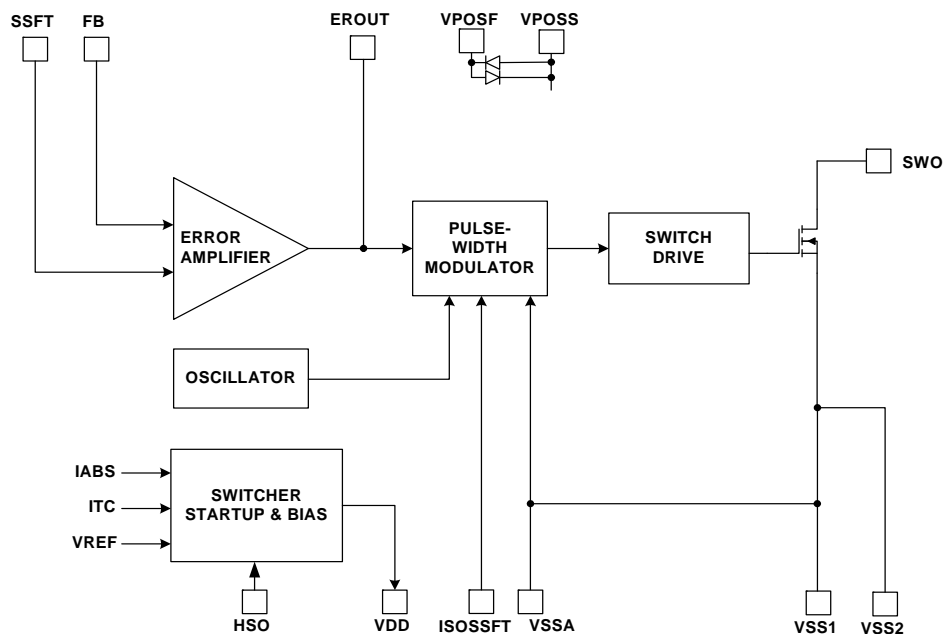 SSFT
FB
EROUT
VPOSF
VPOSS
SWO
ERROR
AMPLIFIER
PULSE-
WIDTH
MODULATOR
SWITCH
DRIVE
OSCILLATOR
IABS
ITC
VREF
SWITCHER
STARTUP & BIAS
HSO
VDD
ISOSSFT
VSSA
VSS1
VSS2